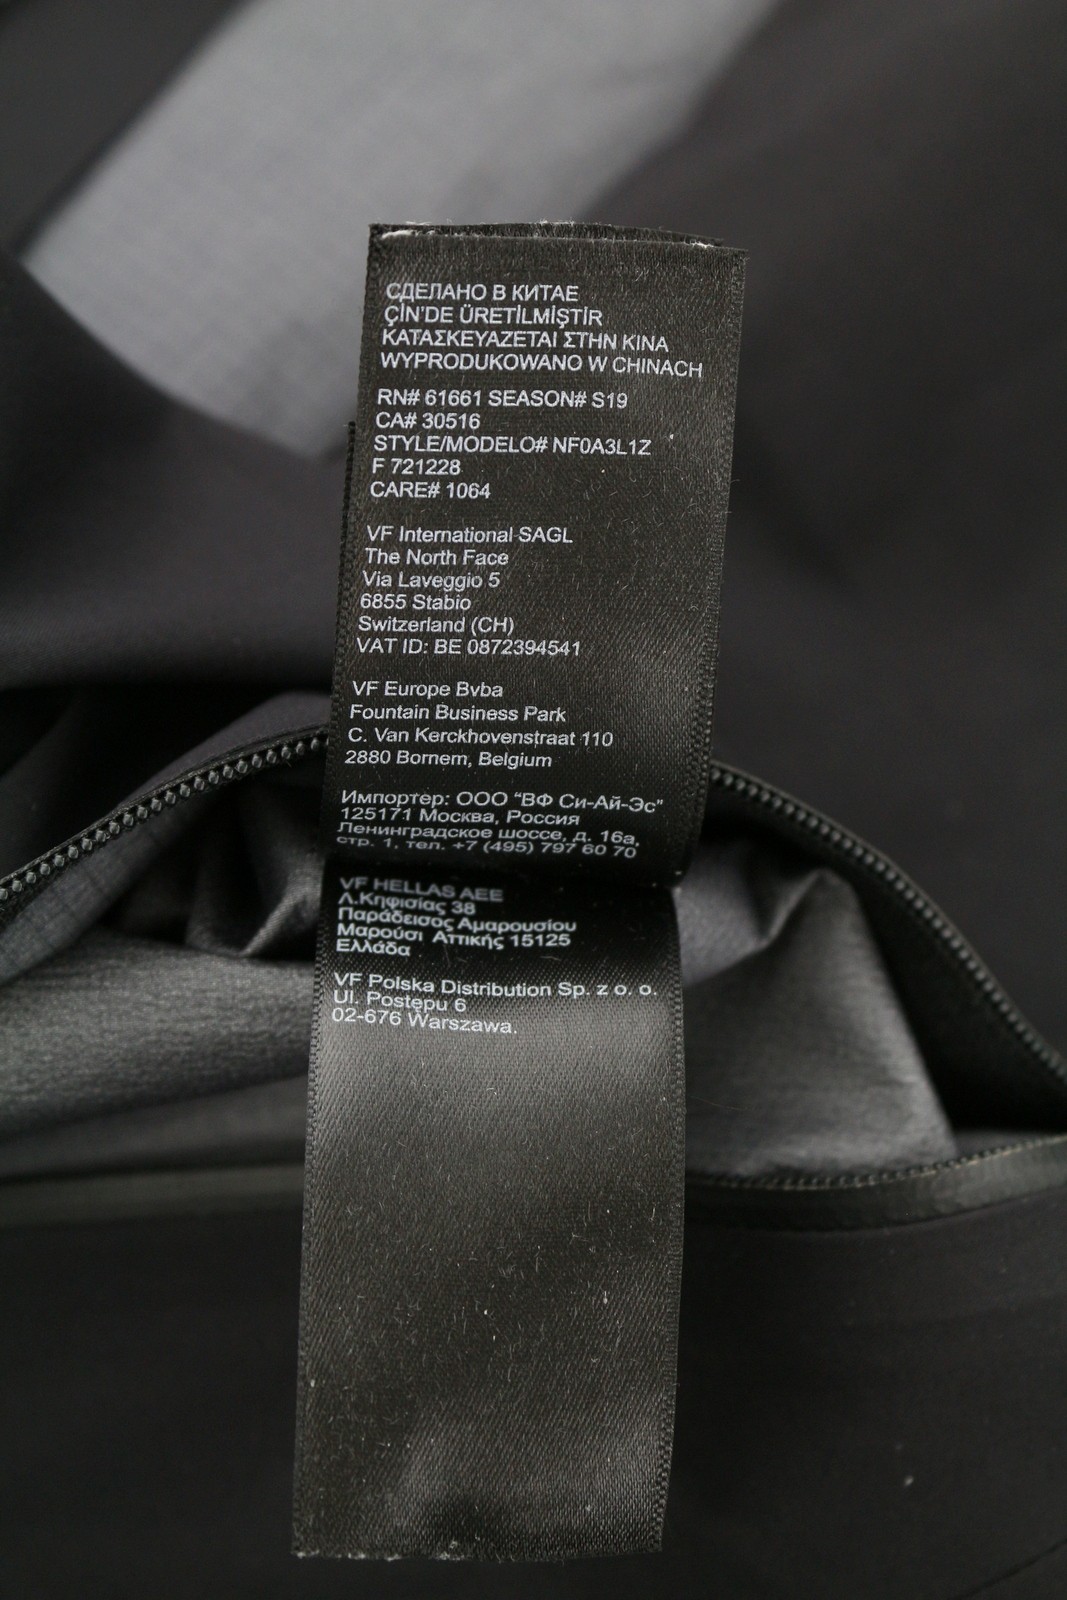 СДЕЛАНО В КИТАЕ
ÇİN'DE ÜRETİLMİŞTİR
ΚΑΤΑΣΚΕΥΑΖΕΤΑΙ ΣΤΗΝ ΚΙΝΑ
WYPRODUKOWANO W CHINACH
RN# 61661 SEASON# S19
CA# 30516
STYLE/MODELO# NF0A3L1Z
F 721228
CARE# 1064
VF International SAGL
The North Face
Via Laveggio 5
6855 Stabio
Switzerland (CH)
VAT ID: BE 0872394541
VF Europe Bvba
Fountain Business Park
C. Van Kerckhovenstraat 110
2880 Bornem, Belgium
Импортер: ООО “ВФ Си-Ай-Эс”
125171 Москва, Россия
Ленинградское шоссе, д. 16а,
стр. 1, тел. +7 (495) 797 60 70
VF HELLAS AEE
Λ.Κηφισίας 38
Παράδεισος Αμαρουσίου
Μαρούσι Αττικής 15125
Ελλάδα
VF Polska Distribution Sp. z o. o.
Ul. Postępu 6
02-676 Warszawa.